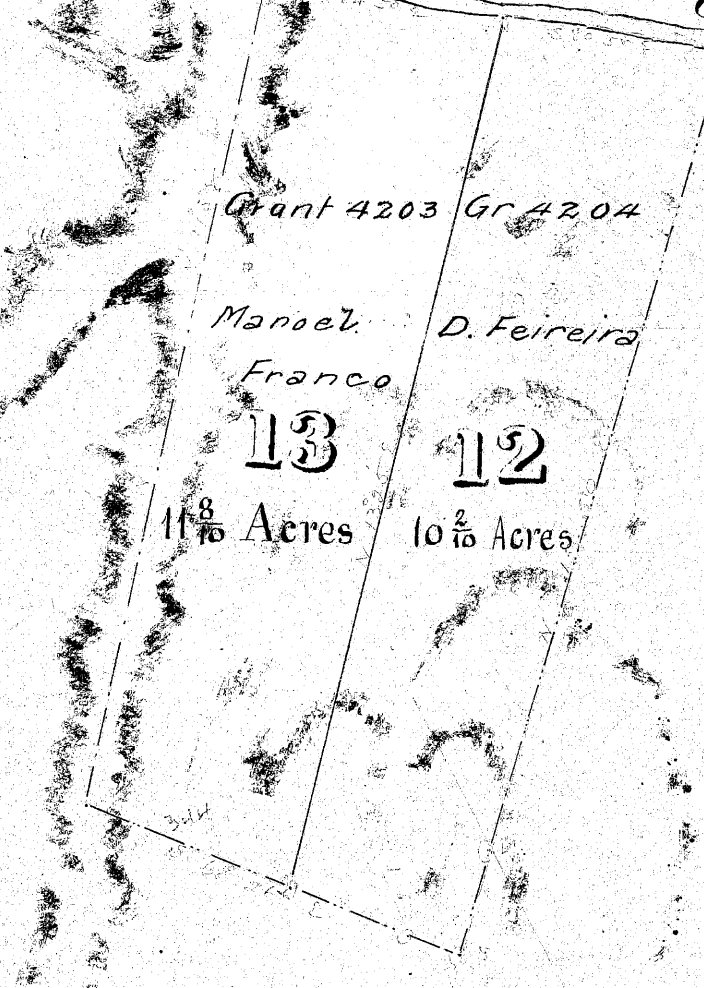 Grant 4203
Manoel
Franco
13
11 8/10 Acres
Gr 4204
D. Feireira
12
10 2/10 Acres